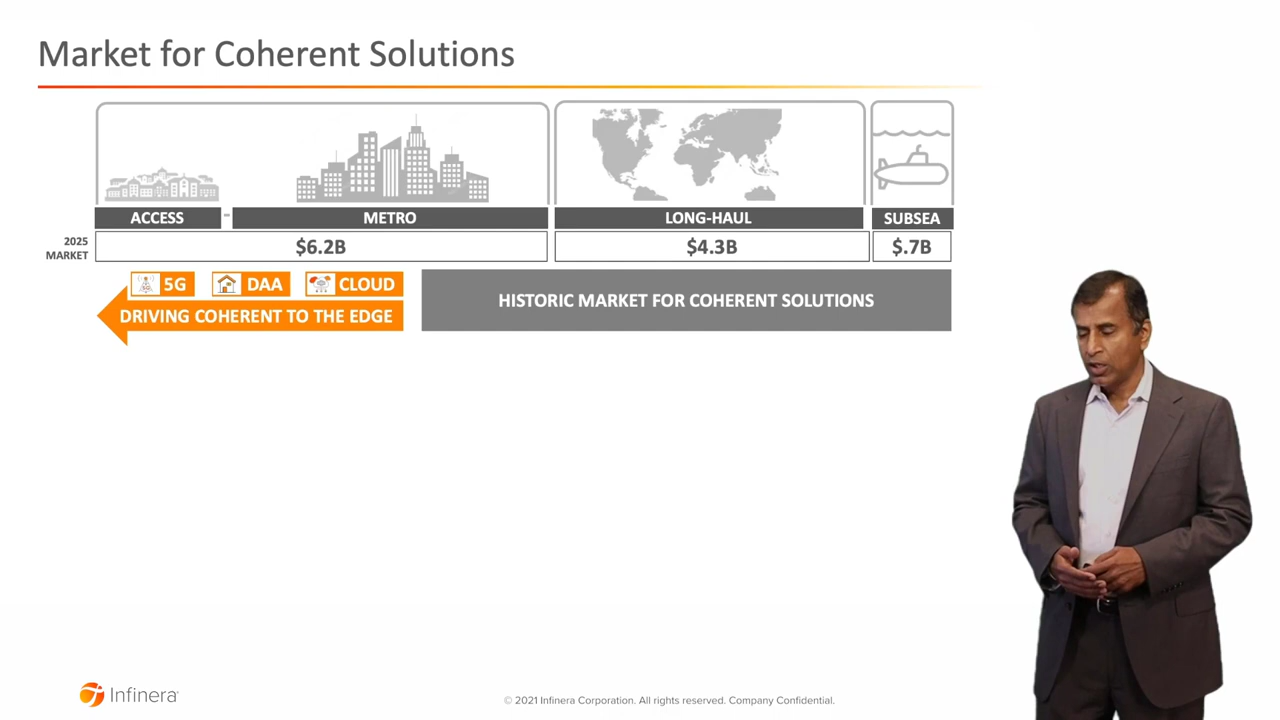 Market for Coherent Solutions
ACCESS
METRO
LONG-HAUL
SUBSEA
2025
MARKET
$6.2B
$4.3B
$.7B
5G
DAA
CLOUD
DRIVING COHERENT TO THE EDGE
HISTORIC MARKET FOR COHERENT SOLUTIONS
Infinera
© 2021 Infinera Corporation. All rights reserved. Company Confidential.